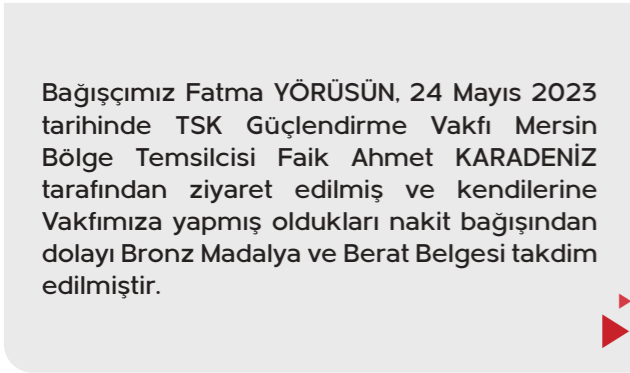 Bağışçımız Fatma YÖRÜSÜN, 24 Mayıs 2023
tarihinde TSK Güçlendirme Vakfı Mersin
Bölge Temsilcisi Faik Ahmet KARADENİZ
tarafından ziyaret edilmiş ve kendilerine
Vakfımıza yapmış oldukları nakit bağışından
dolayı Bronz Madalya ve Berat Belgesi takdim
edilmiştir.